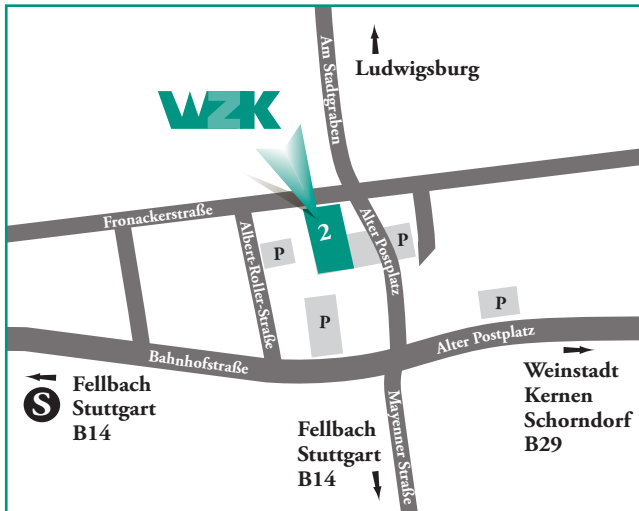 Am Stadtgraben
Ludwigsburg
WZK
Fronackerstraße
2
Albert-Roller-Straße
P
Alter Postplatz
P
P
P
Bahnhofstraße
Alter Postplatz
S
Fellbach
Stuttgart
B14
Fellbach
Stuttgart
B14
Mayenner Straße
Weinstadt
Kernen
Schorndorf
B29